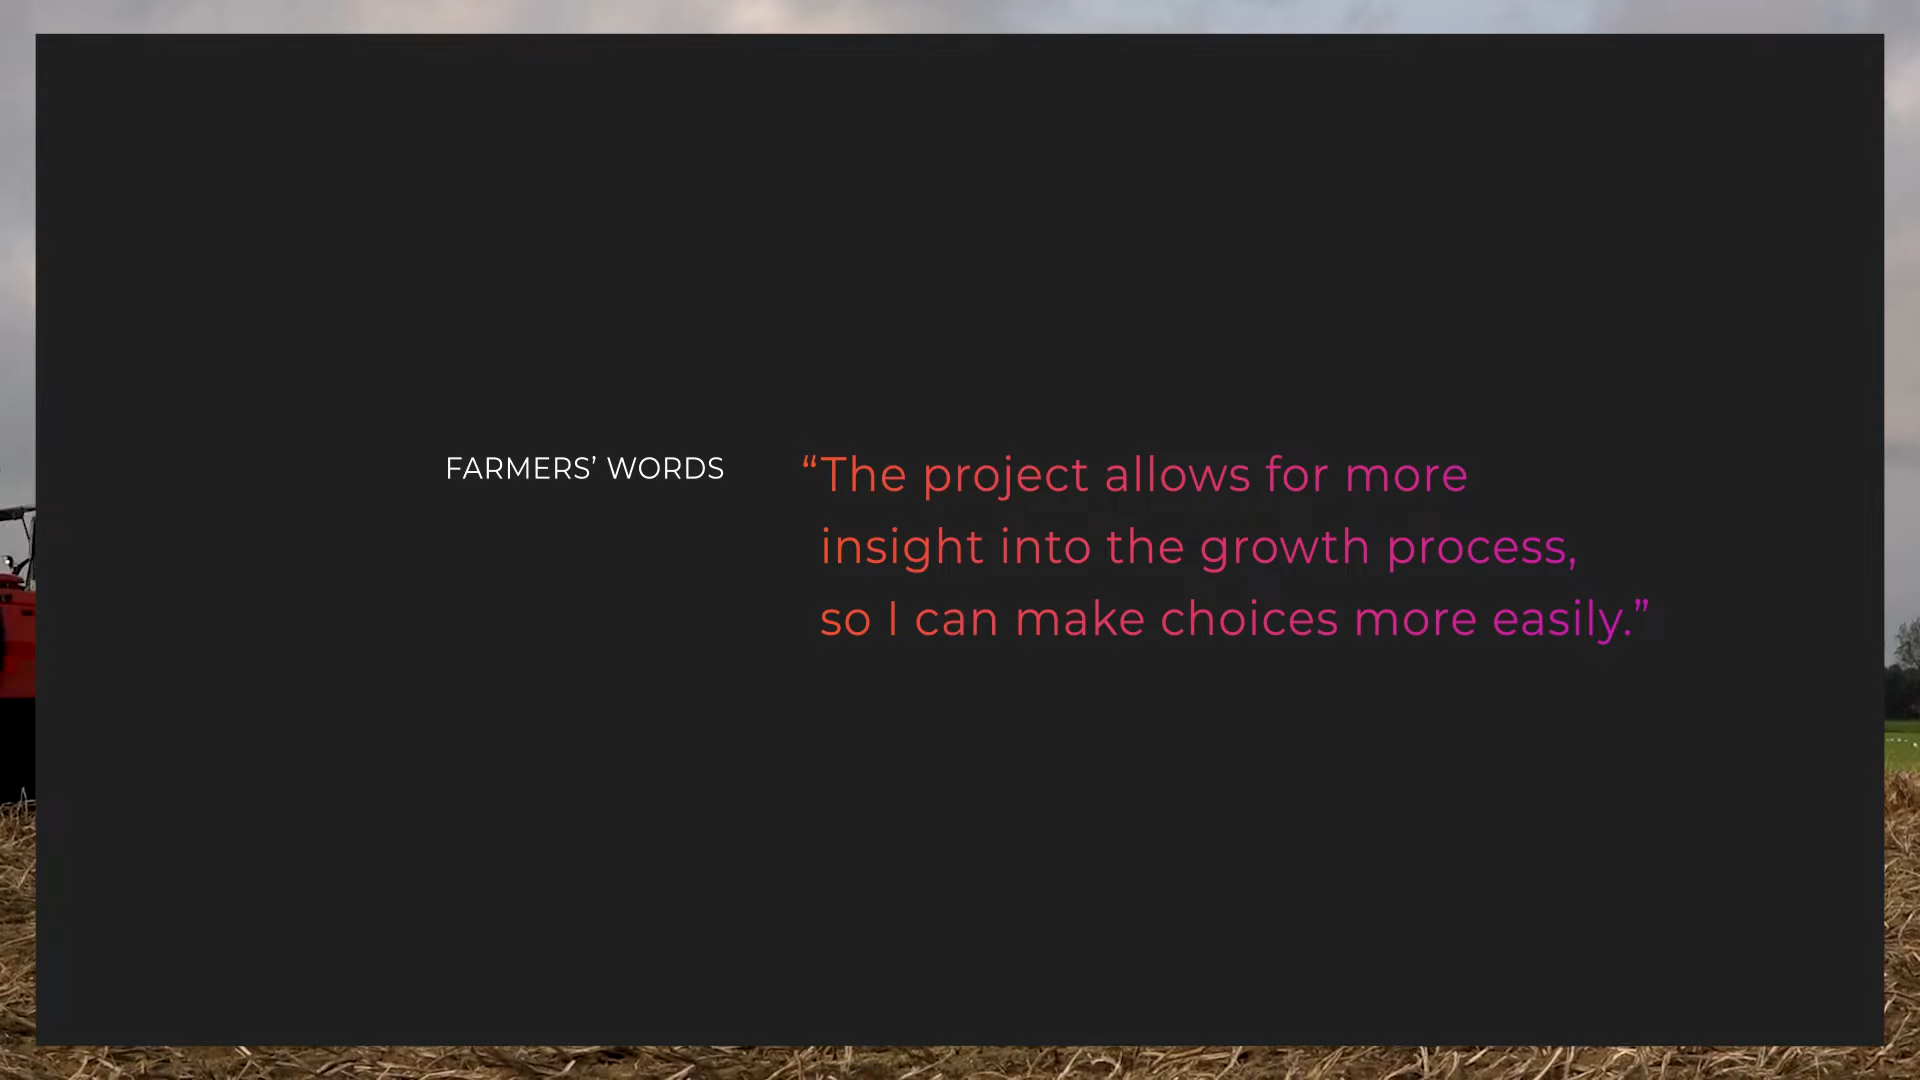 FARMERS’ WORDS
“The project allows for more
insight into the growth process,
so I can make choices more easily.”